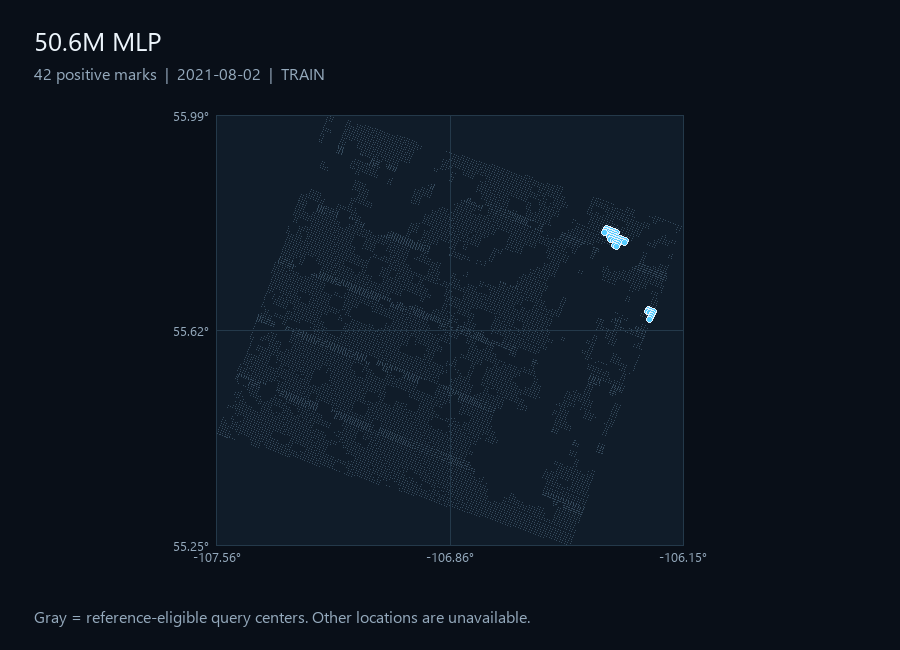 50.6M MLP
42 positive marks | 2021-08-02 | TRAIN
55.99°
55.62°
55.25°
-107.56° -106.86° -106.15°
Gray = reference-eligible query centers. Other locations are unavailable.